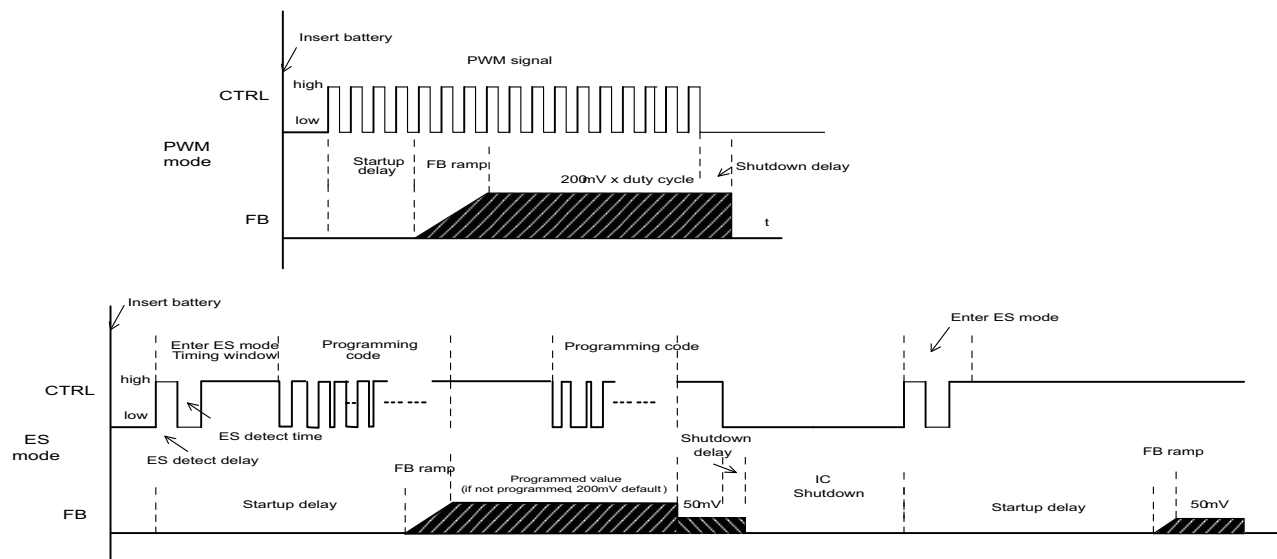 Insert battery
PWM signal
high
CTRL
low
PWM
mode
Startup
delay
FB ramp
Shutdown delay
200mV x duty cycle
FB
t
Insert battery
Enter ES mode
Enter ES mode
Timing window
Programming
code
Programming code
high
CTRL
low
ES
mode
ES detect time
ES detect delay
Shutdown
delay
FB ramp
FB ramp
Programmed value
(if not programmed, 200mV default)
IC
Shutdown
50mV
50mV
Startup delay
Startup delay
FB